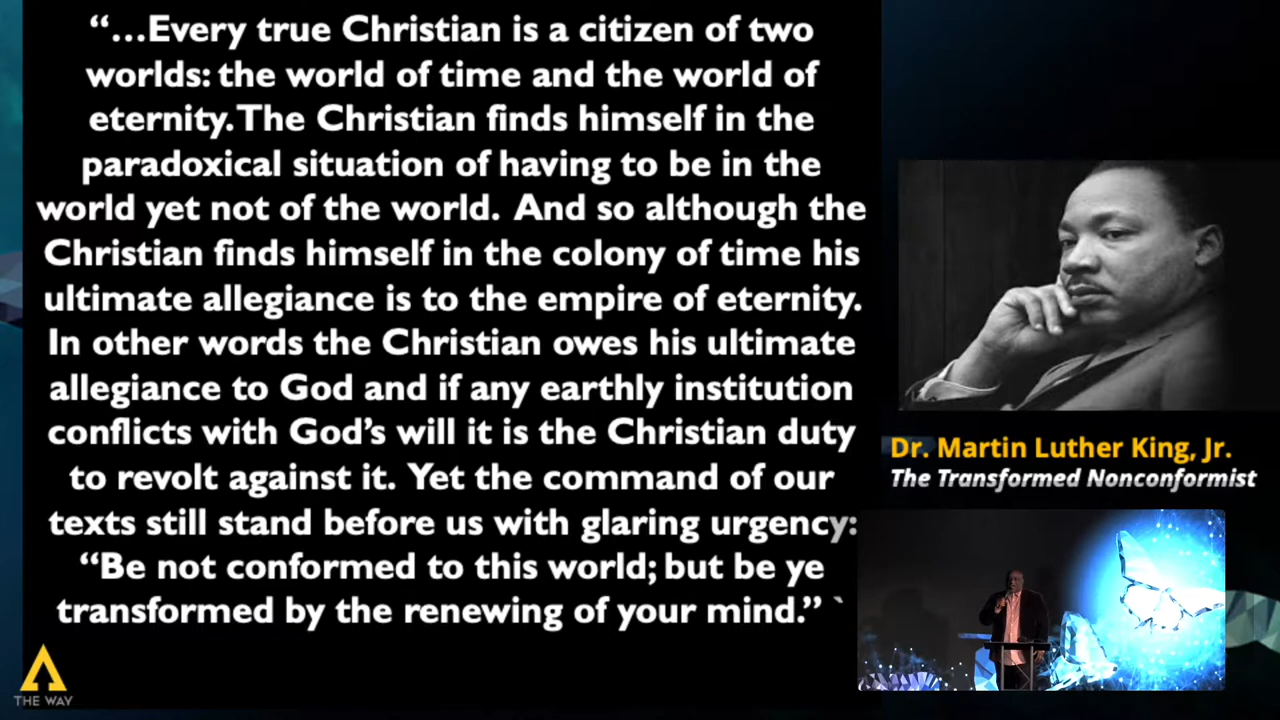 “…Every true Christian is a citizen of two
worlds: the world of time and the world of
eternity. The Christian finds himself in the
paradoxical situation of having to be in the
world yet not of the world. And so although the
Christian finds himself in the colony of time his
ultimate allegiance is to the empire of eternity.
In other words the Christian owes his ultimate
allegiance to God and if any earthly institution
conflicts with God’s will it is the Christian duty
to revolt against it. Yet the command of our
texts still stand before us with glaring urgency:
“Be not conformed to this world; but be ye
transformed by the renewing of your mind.” `
Dr. Martin Luther King, Jr.
The Transformed Nonconformist
THE WAY